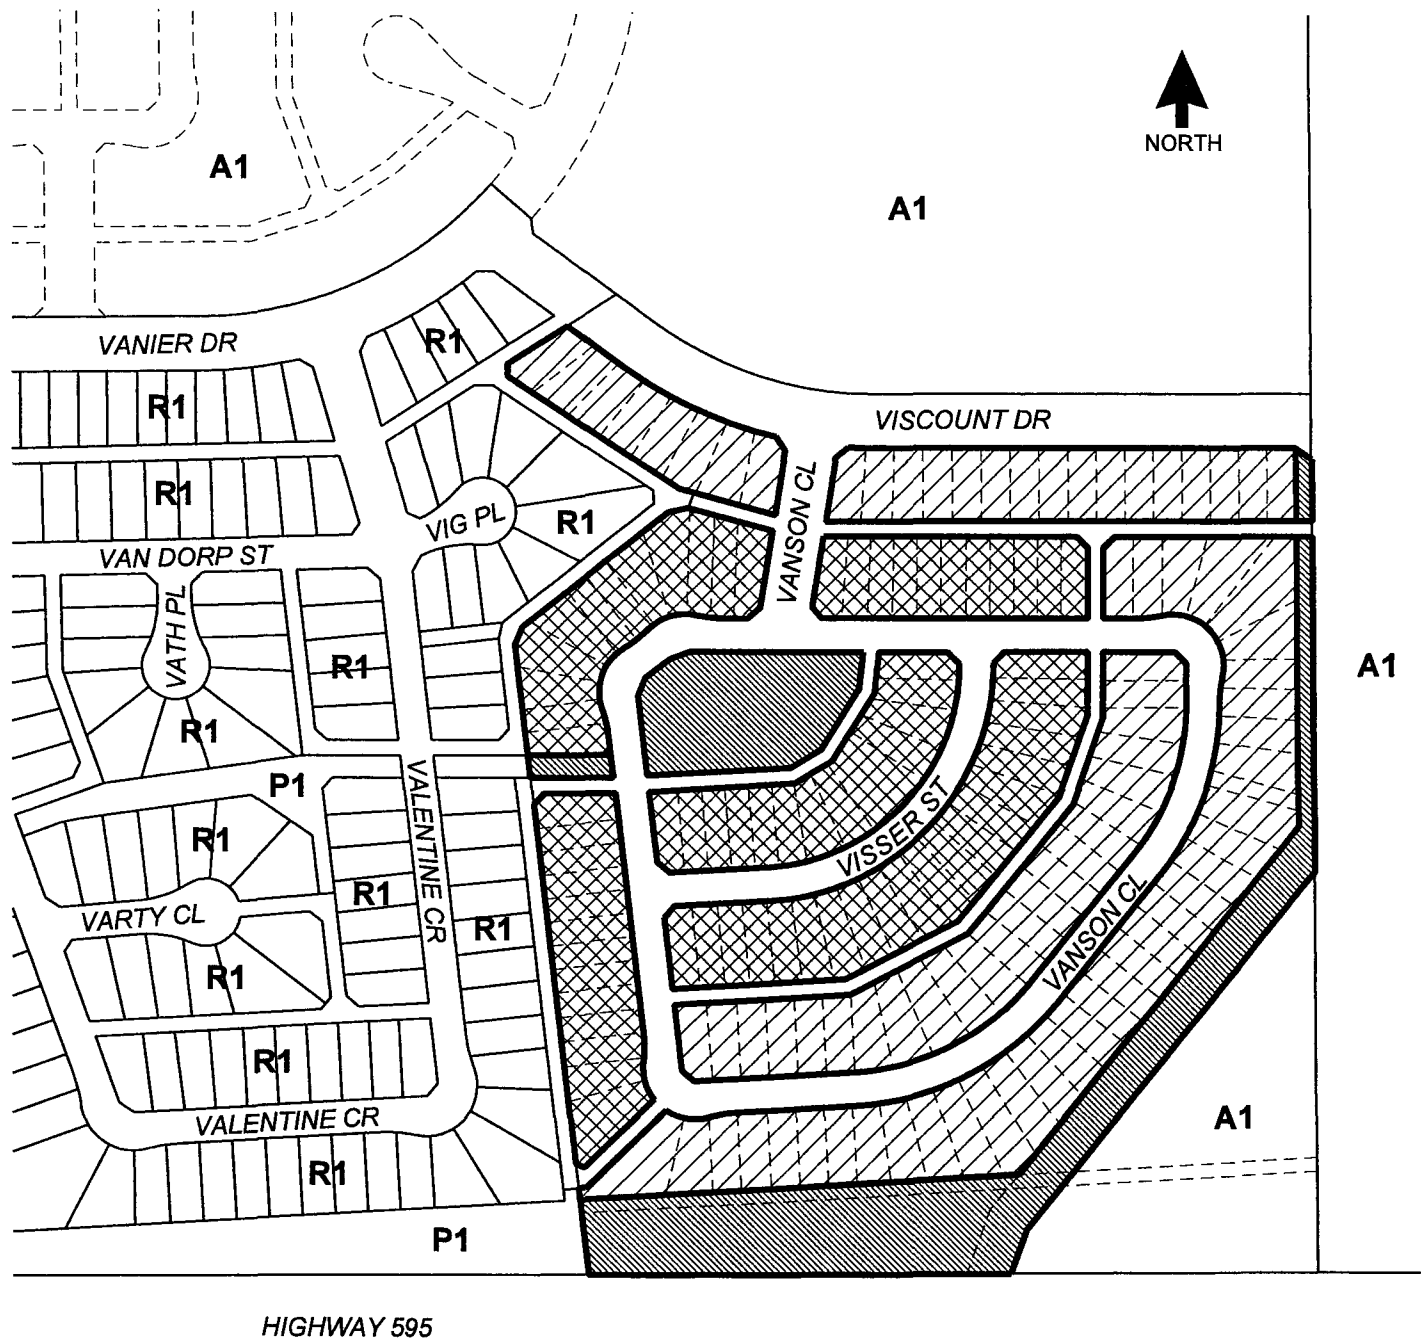 A1
NORTH
A1
VANIER DR
R1
R1
VISCOUNT DR
R1
VANSON CL
VIG PL
R1
VAN DORP ST
VATH PL
R1
A1
R1
P1
VALENTINE CR
VISSER ST
R1
R1
VARTY CL
R1
VANSON CL
R1
R1
VALENTINE CR
A1
R1
P1
HIGHWAY 595
R1